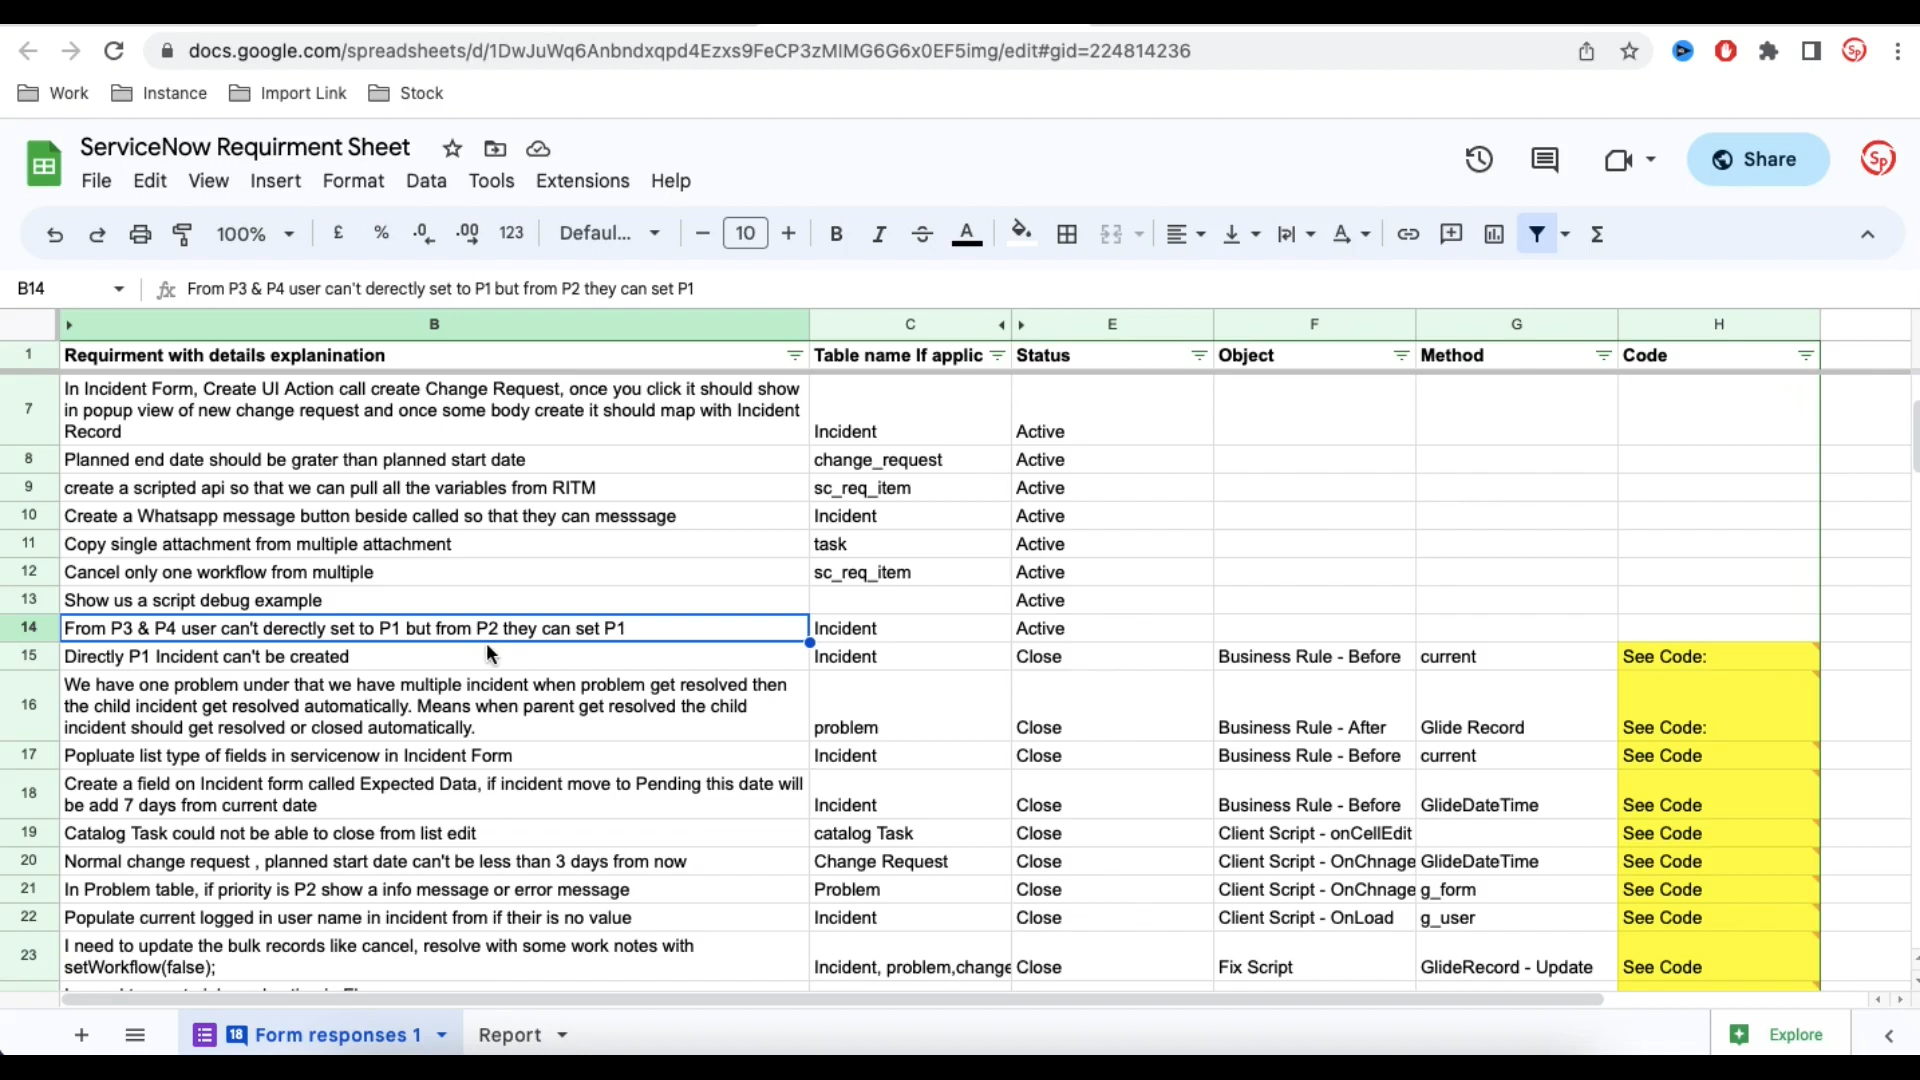 docs.google.com/spreadsheets/d/1DwJuWq6Anbndxqpd4Ezxs9FeCP3zMlMG6G6x0EF5img/edit#gid=224814236
Sp
Work Instance Import Link Stock
ServiceNow Requirment Sheet
File Edit View Insert Format Data Tools Extensions Help
Share
Sp
100% £ % .0 .00 123 Defaul... 10 B I A
B14 fx From P3 & P4 user can't derectly set to P1 but from P2 they can set P1
B C E F G H
1 Requirment with details explanination Table name If applic Status Object Method Code
In Incident Form, Create UI Action call create Change Request, once you click it should show
7 in popup view of new change request and once some body create it should map with Incident
Record Incident Active
8 Planned end date should be grater than planned start date change_request Active
9 create a scripted api so that we can pull all the variables from RITM sc_req_item Active
10 Create a Whatsapp message button beside called so that they can messsage Incident Active
11 Copy single attachment from multiple attachment task Active
12 Cancel only one workflow from multiple sc_req_item Active
13 Show us a script debug example Active
14 From P3 & P4 user can't derectly set to P1 but from P2 they can set P1 Incident Active
15 Directly P1 Incident can't be created Incident Close Business Rule - Before current See Code:
We have one problem under that we have multiple incident when problem get resolved then
16 the child incident get resolved automatically. Means when parent get resolved the child
incident should get resolved or closed automatically. problem Close Business Rule - After Glide Record See Code:
17 Popluate list type of fields in servicenow in Incident Form Incident Close Business Rule - Before current See Code
18 Create a field on Incident form called Expected Data, if incident move to Pending this date will
be add 7 days from current date Incident Close Business Rule - Before GlideDateTime See Code
19 Catalog Task could not be able to close from list edit catalog Task Close Client Script - onCellEdit See Code
20 Normal change request , planned start date can't be less than 3 days from now Change Request Close Client Script - OnChnage GlideDateTime See Code
21 In Problem table, if priority is P2 show a info message or error message Problem Close Client Script - OnChnage g_form See Code
22 Populate current logged in user name in incident from if their is no value Incident Close Client Script - OnLoad g_user See Code
23 I need to update the bulk records like cancel, resolve with some work notes with
setWorkflow(false); Incident, problem,change Close Fix Script GlideRecord - Update See Code
18 Form responses 1 Report Explore